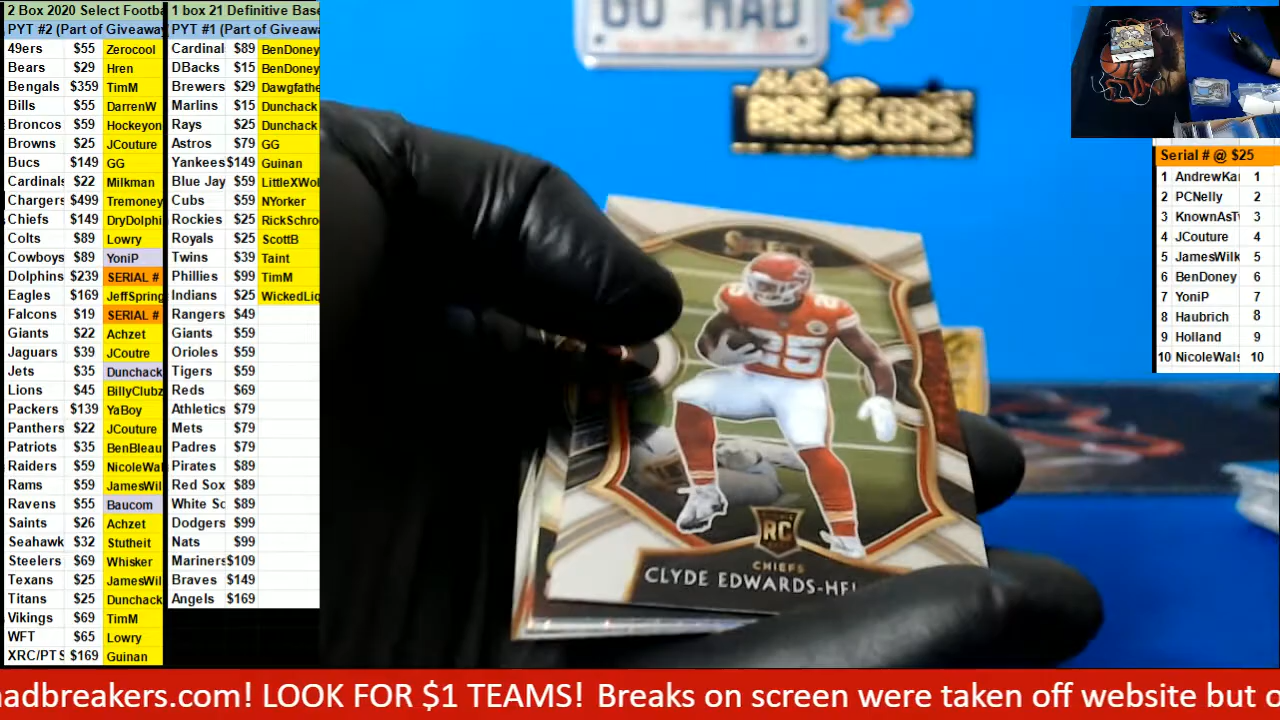 2 Box 2020 Select Footba
PYT #2 (Part of Giveaway
49ers $55 Zerocool
Bears $29 Hren
Bengals $359 TimM
Bills $55 DarrenW
Broncos $59 Hockeyon
Browns $25 JCouture
Bucs $149 GG
Cardinals $22 Milkman
Chargers $499 Tremoney
Chiefs $149 DryDolphi
Colts $89 Lowry
Cowboys $89 YoniP
Dolphins $239 SERIAL #
Eagles $169 JeffSpring
Falcons $19 SERIAL #
Giants $22 Achzet
Jaguars $39 JCoutre
Jets $35 Dunchack
Lions $45 BillyClubz
Packers $139 YaBoy
Panthers $22 JCouture
Patriots $35 BenBleau
Raiders $59 NicoleWal
Rams $59 JamesWil
Ravens $55 Baucom
Saints $26 Achzet
Seahawk $32 Stutheit
Steelers $69 Whisker
Texans $25 JamesWil
Titans $25 Dunchack
Vikings $69 TimM
WFT $65 Lowry
XRC/PTS $169 Guinan
1 box 21 Definitive Base
PYT #1 (Part of Giveawa
Cardinal $89 BenDoney
DBacks $15 BenDoney
Brewers $29 Dawgfathe
Marlins $15 Dunchack
Rays $25 Dunchack
Astros $79 GG
Yankees $149 Guinan
Blue Jay $59 LittleXWol
Cubs $59 NYorker
Rockies $25 RickSchro
Royals $25 ScottB
Twins $39 Taint
Phillies $99 TimM
Indians $25 WickedLiq
Rangers $49
Giants $59
Orioles $59
Tigers $59
Reds $69
Athletics $79
Mets $79
Padres $79
Pirates $89
Red Sox $89
White Sc $89
Dodgers $99
Nats $99
Mariners $109
Braves $149
Angels $169
GO MAD
MAD
BREAKERS
SELECT
25
RC
CHIEFS
CLYDE EDWARDS-HE
Serial # @ $25
1 AndrewKar 1
2 PCNelly 2
3 KnownAsT 3
4 JCouture 4
5 JamesWilk 5
6 BenDoney 6
7 YoniP 7
8 Haubrich 8
9 Holland 9
10 NicoleWals 10
nadbreakers.com! LOOK FOR $1 TEAMS! Breaks on screen were taken off website but c